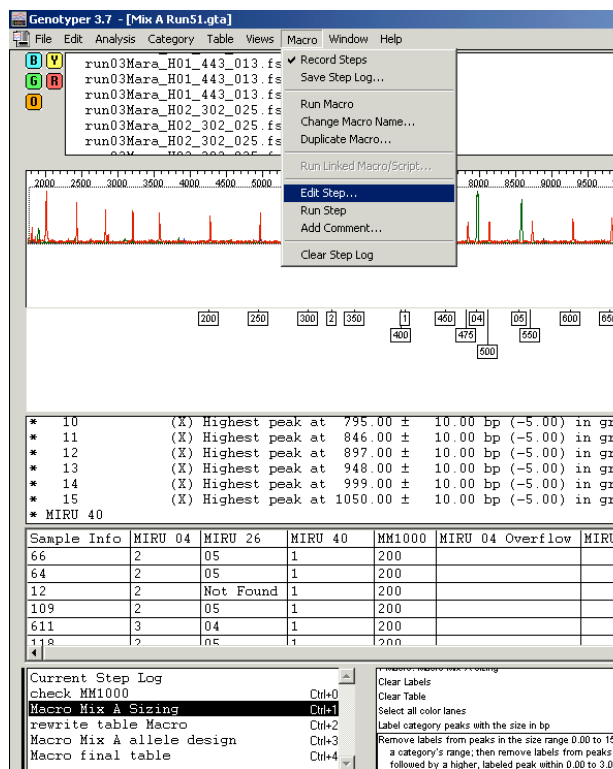 Genotyper 3.7 - [Mix A Run51.gta]
File Edit Analysis Category Table Views Macro Window Help
B Y
G R
O
run03Mara_H01_443_013.fs
run03Mara_H01_443_013.fs
run03Mara_H01_443_013.fs
run03Mara_H02_302_025.fs
run03Mara_H02_302_025.fs
run03Mara_H02_302_025.fs
Record Steps
Save Step Log...
Run Macro
Change Macro Name...
Duplicate Macro...
Run Linked Macro/Script...
Edit Step...
Run Step
Add Comment...
Clear Step Log
2000 2500 3000 3500 4000 4500 5000 8000 8500 9000 9500
200 250 300 2 350 1 450 04 05 600 650
400 475 550
500
* 10 (X) Highest peak at 795.00 ± 10.00 bp (-5.00) in gr
* 11 (X) Highest peak at 846.00 ± 10.00 bp (-5.00) in gr
* 12 (X) Highest peak at 897.00 ± 10.00 bp (-5.00) in gr
* 13 (X) Highest peak at 948.00 ± 10.00 bp (-5.00) in gr
* 14 (X) Highest peak at 999.00 ± 10.00 bp (-5.00) in gr
* 15 (X) Highest peak at 1050.00 ± 10.00 bp (-5.00) in gr
* MIRU 40
Sample Info MIRU 04 MIRU 26 MIRU 40 MM1000 MIRU 04 Overflow MIRU
66 2 05 1 200
64 2 05 1 200
12 2 Not Found 1 200
109 2 05 1 200
611 3 04 1 200
118 2 05 1 200
Current Step Log
check MM1000 Ctrl+0
Macro Mix A Sizing Ctrl+1
rewrite table Macro Ctrl+2
Macro Mix A allele design Ctrl+3
Macro final table Ctrl+4
Clear Labels
Clear Table
Select all color lanes
Label category peaks with the size in bp
Remove labels from peaks in the size range 0.00 to 15
a category's range; then remove labels from peaks
followed by a higher, labeled peak within 0.00 to 3.0